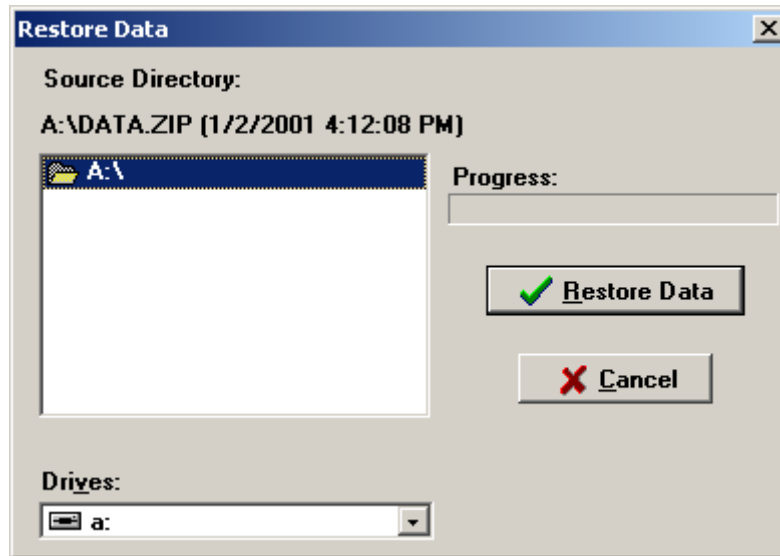 Restore Data
Source Directory:
A:\DATA.ZIP (1/2/2001 4:12:08 PM)
A:\
Progress:
Restore Data
Cancel
Drives:
a: